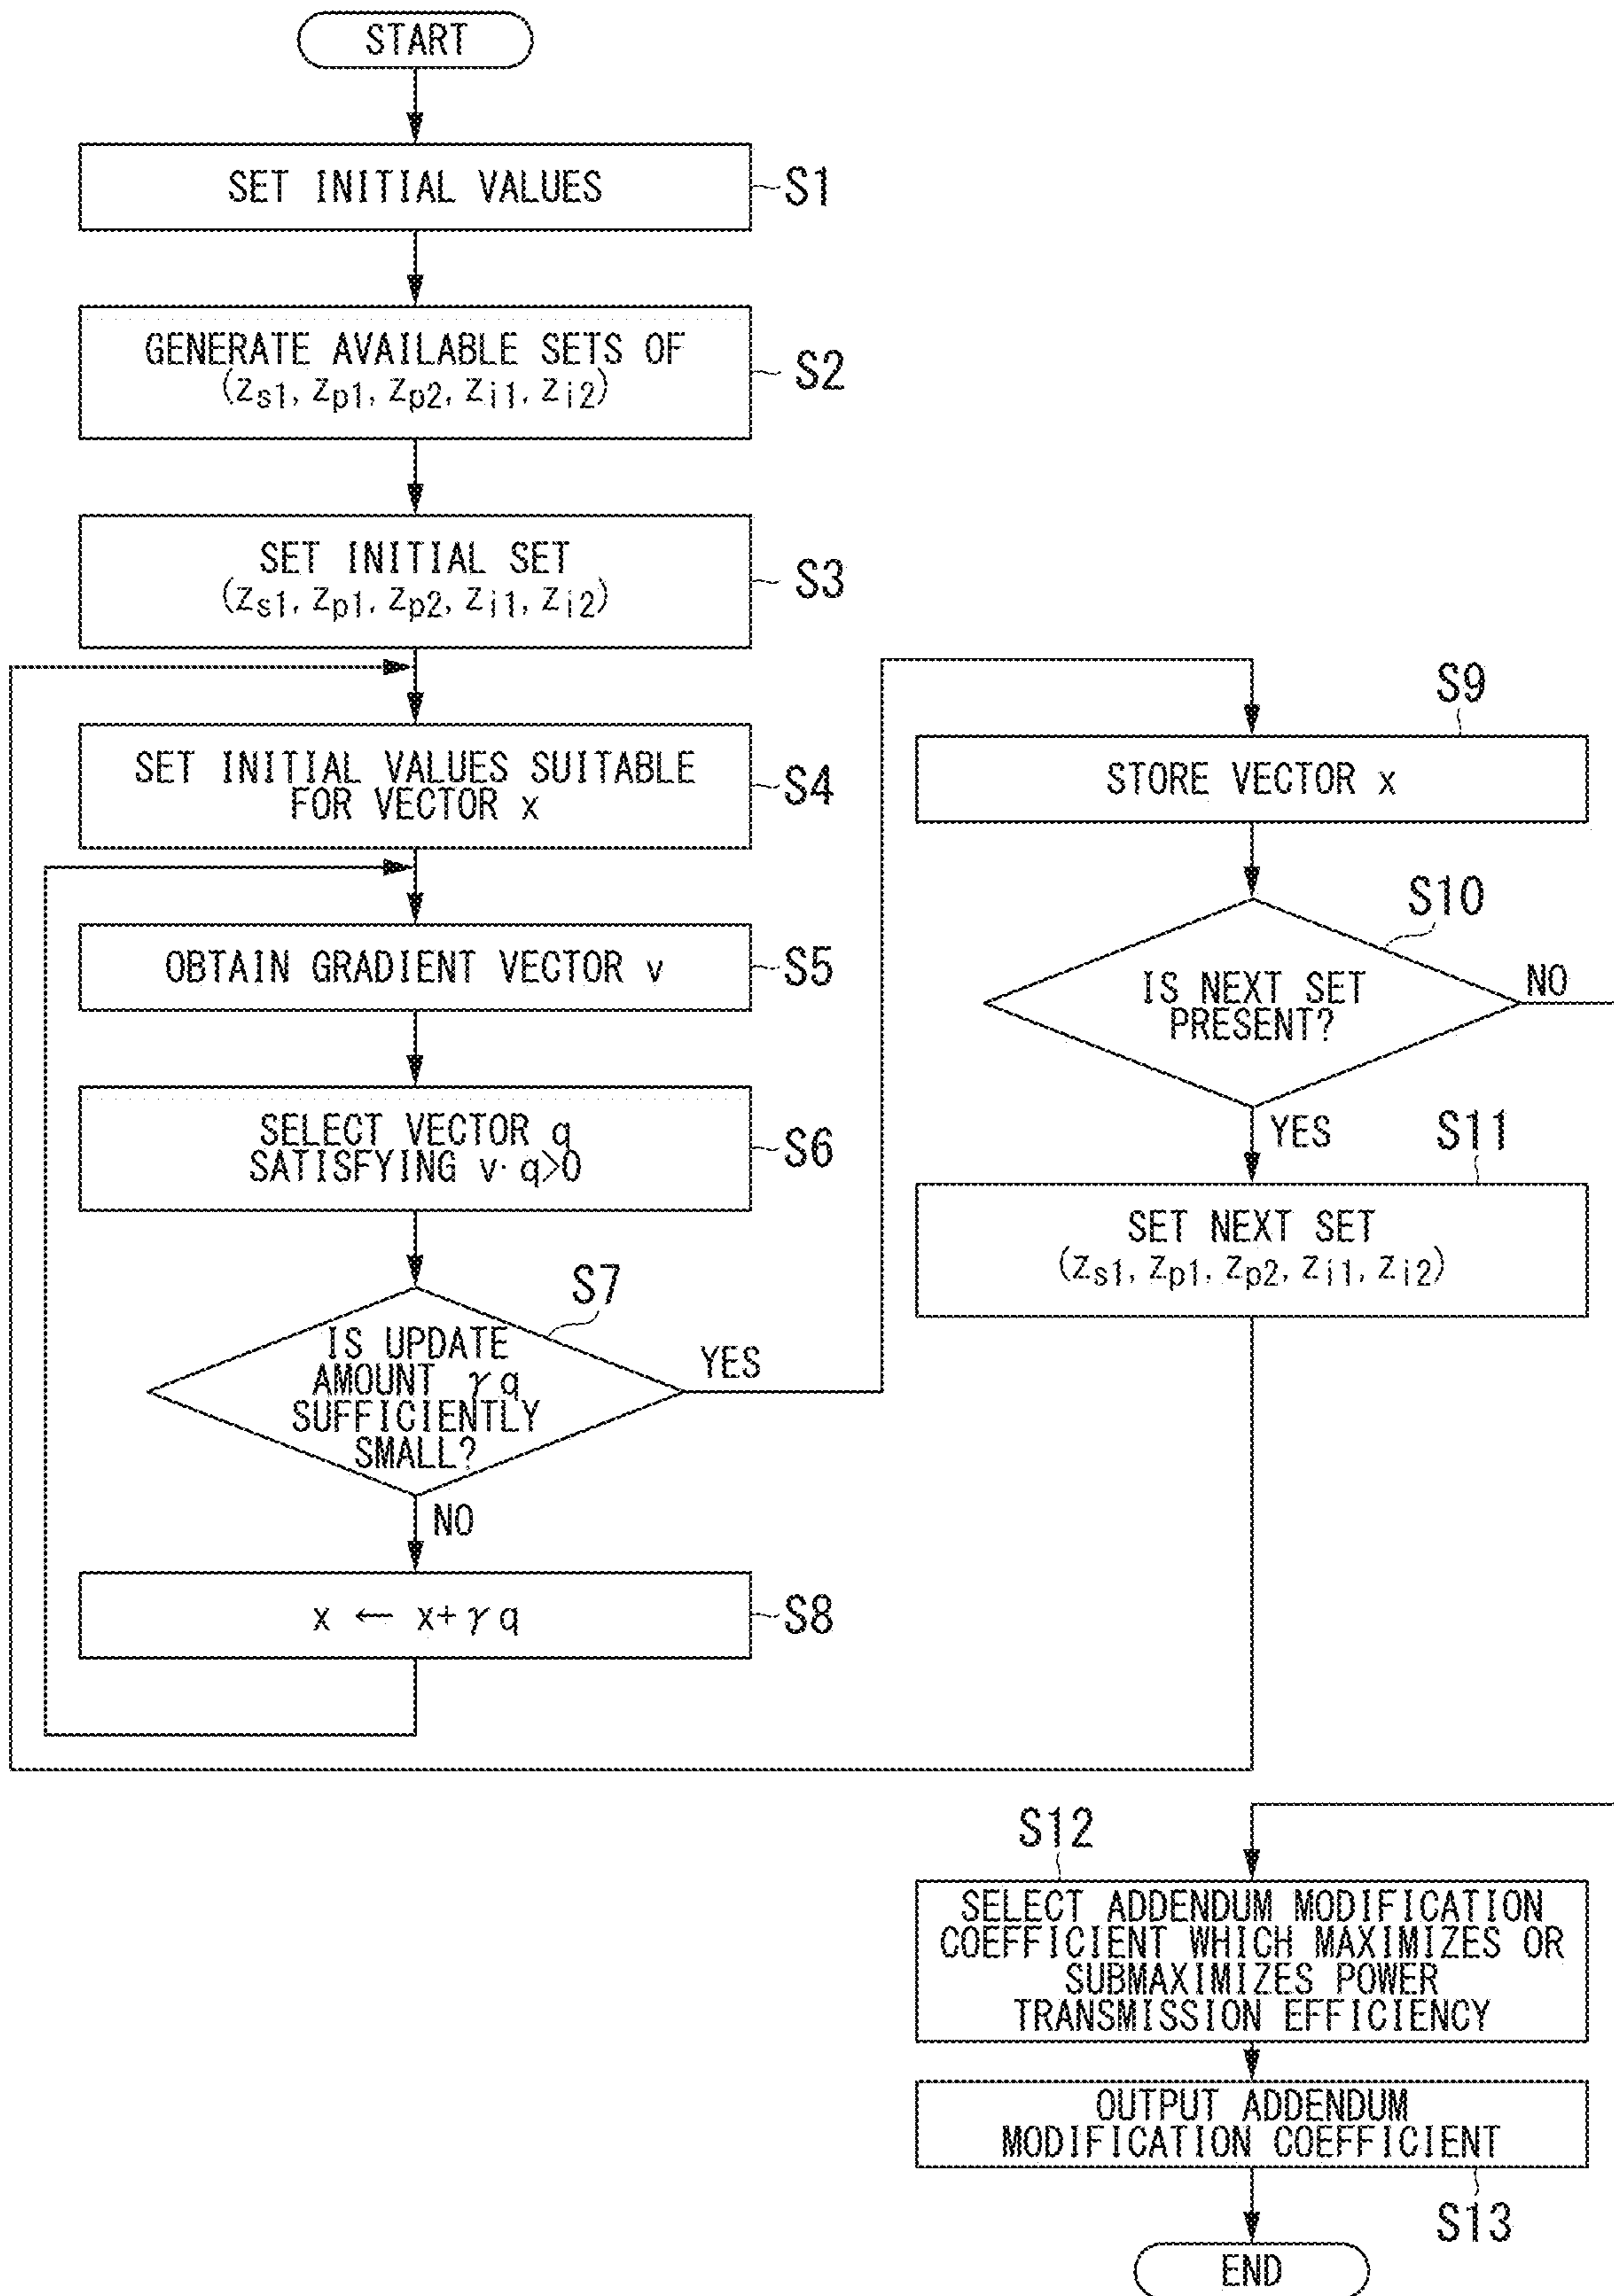 START
SET INITIAL VALUES
S1
GENERATE AVAILABLE SETS OF
(Zs1, Zp1, Zp2, Zi1, Zi2)
S2
SET INITIAL SET
(Zs1, Zp1, Zp2, Zi1, Zi2)
S3
SET INITIAL VALUES SUITABLE
FOR VECTOR x
S4
OBTAIN GRADIENT VECTOR v
S5
SELECT VECTOR q
SATISFYING v· q>0
S6
S7
IS UPDATE
AMOUNT γq
SUFFICIENTLY
SMALL?
YES
NO
x ← x+γq
S8
S9
STORE VECTOR x
S10
IS NEXT SET
PRESENT?
NO
YES
S11
SET NEXT SET
(Zs1, Zp1, Zp2, Zi1, Zi2)
S12
SELECT ADDENDUM MODIFICATION
COEFFICIENT WHICH MAXIMIZES OR
SUBMAXIMIZES POWER
TRANSMISSION EFFICIENCY
OUTPUT ADDENDUM
MODIFICATION COEFFICIENT
S13
END